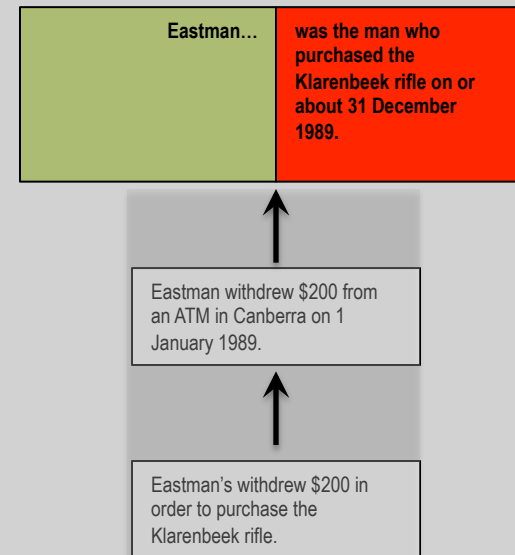 Eastman…
was the man who
purchased the
Klarenbeek rifle on or
about 31 December
1989.
Eastman withdrew $200 from
an ATM in Canberra on 1
January 1989.
Eastman's withdrew $200 in
order to purchase the
Klarenbeek rifle.